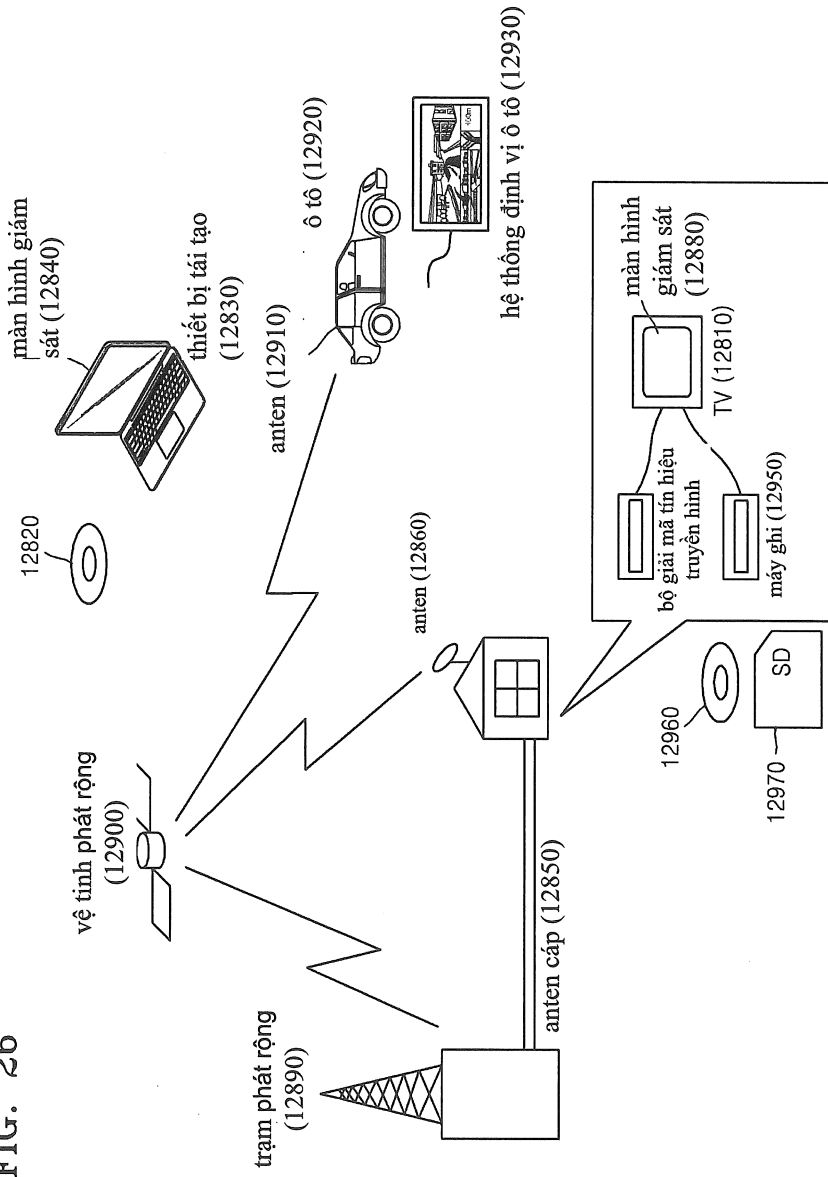 FIG. 26
vệ tinh phát rộng
(12900)
12820
màn hình giám
sát (12840)
thiết bị tái tạo
(12830)
anten (12910)
ô tô (12920)
hệ thống định vị ô tô (12930)
100m
trạm phát rộng
(12890)
anten (12860)
anten cáp (12850)
12960
12970
SD
bộ giải mã tín hiệu
truyền hình
máy ghi (12950)
TV (12810)
màn hình
giám sát
(12880)